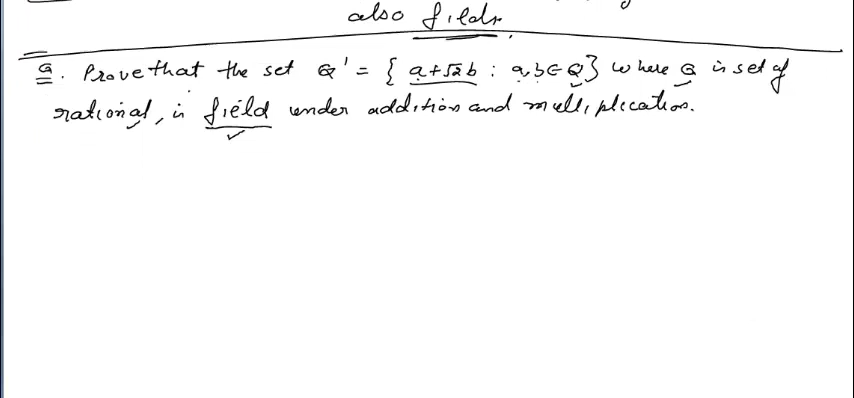 also fields.
Q. Prove that the set Q' = { a+√2b : a,b ∈ Q } where Q is set of
rational, is field under addition and multiplication.